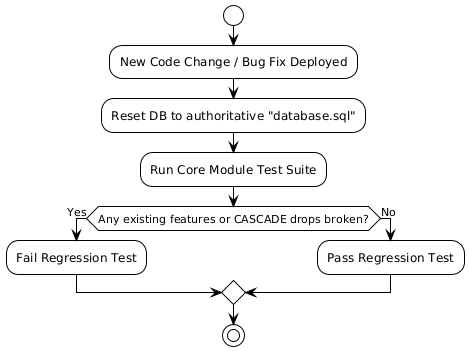 New Code Change / Bug Fix Deployed
Reset DB to authoritative "database.sql"
Run Core Module Test Suite
Yes
Any existing features or CASCADE drops broken?
No
Fail Regression Test
Pass Regression Test